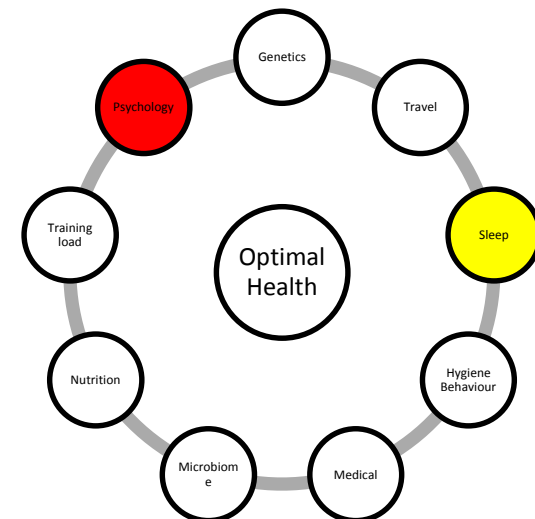 Genetics
Psychology
Travel
Training
load
Sleep
Optimal
Health
Nutrition
Hygiene
Behaviour
Microbiom
e
Medical